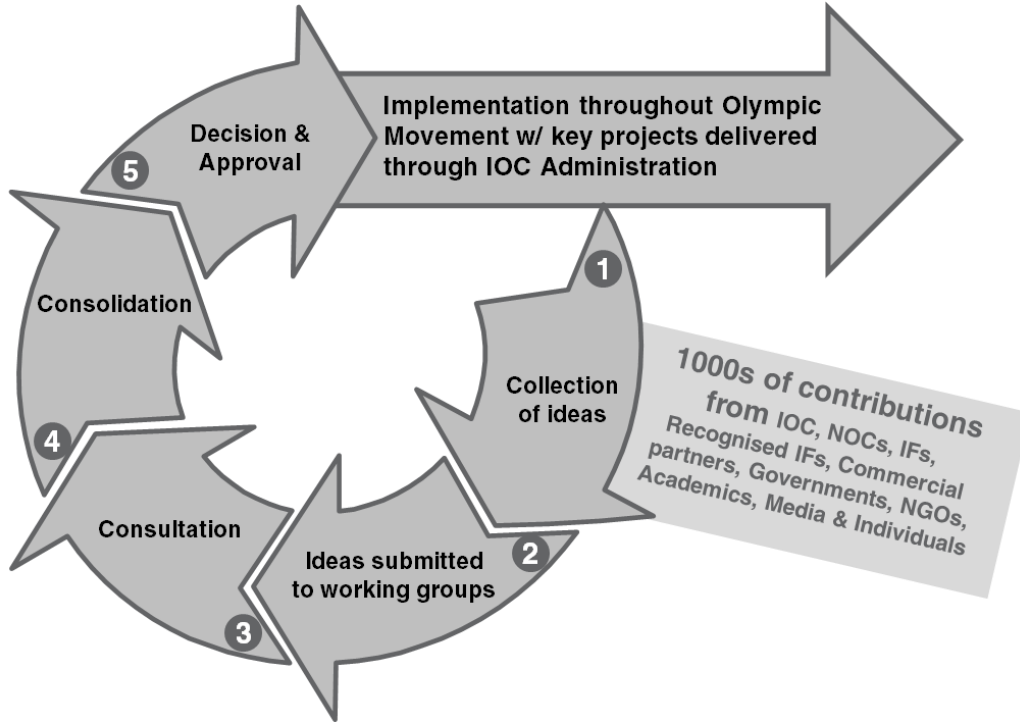 Implementation throughout Olympic
Movement w/ key projects delivered
through IOC Administration
1
Collection
of ideas
1000s of contributions
from IOC, NOCs, IFs,
Recognised IFs, Commercial
partners, Governments, NGOs,
Academics, Media & Individuals
2
Ideas submitted
to working groups
3
Consultation
4
Consolidation
5
Decision &
Approval